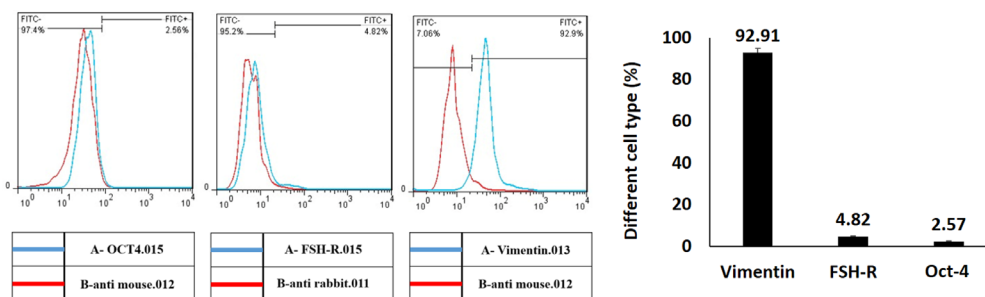 FITC- FITC+
97.4% 2.56%
0
10^0 10^1 10^2 10^3 10^4
A- OCT4.015
B-anti mouse.012
FITC- FITC+
95.2% 4.82%
0
10^0 10^1 10^2 10^3 10^4
A- FSH-R.015
B-anti rabbit.011
FITC- FITC+
7.06% 92.9%
0
10^0 10^1 10^2 10^3 10^4
A- Vimentin.013
B-anti mouse.012
Different cell type (%)
100
80
60
40
20
0
92.91
4.82
2.57
Vimentin FSH-R Oct-4